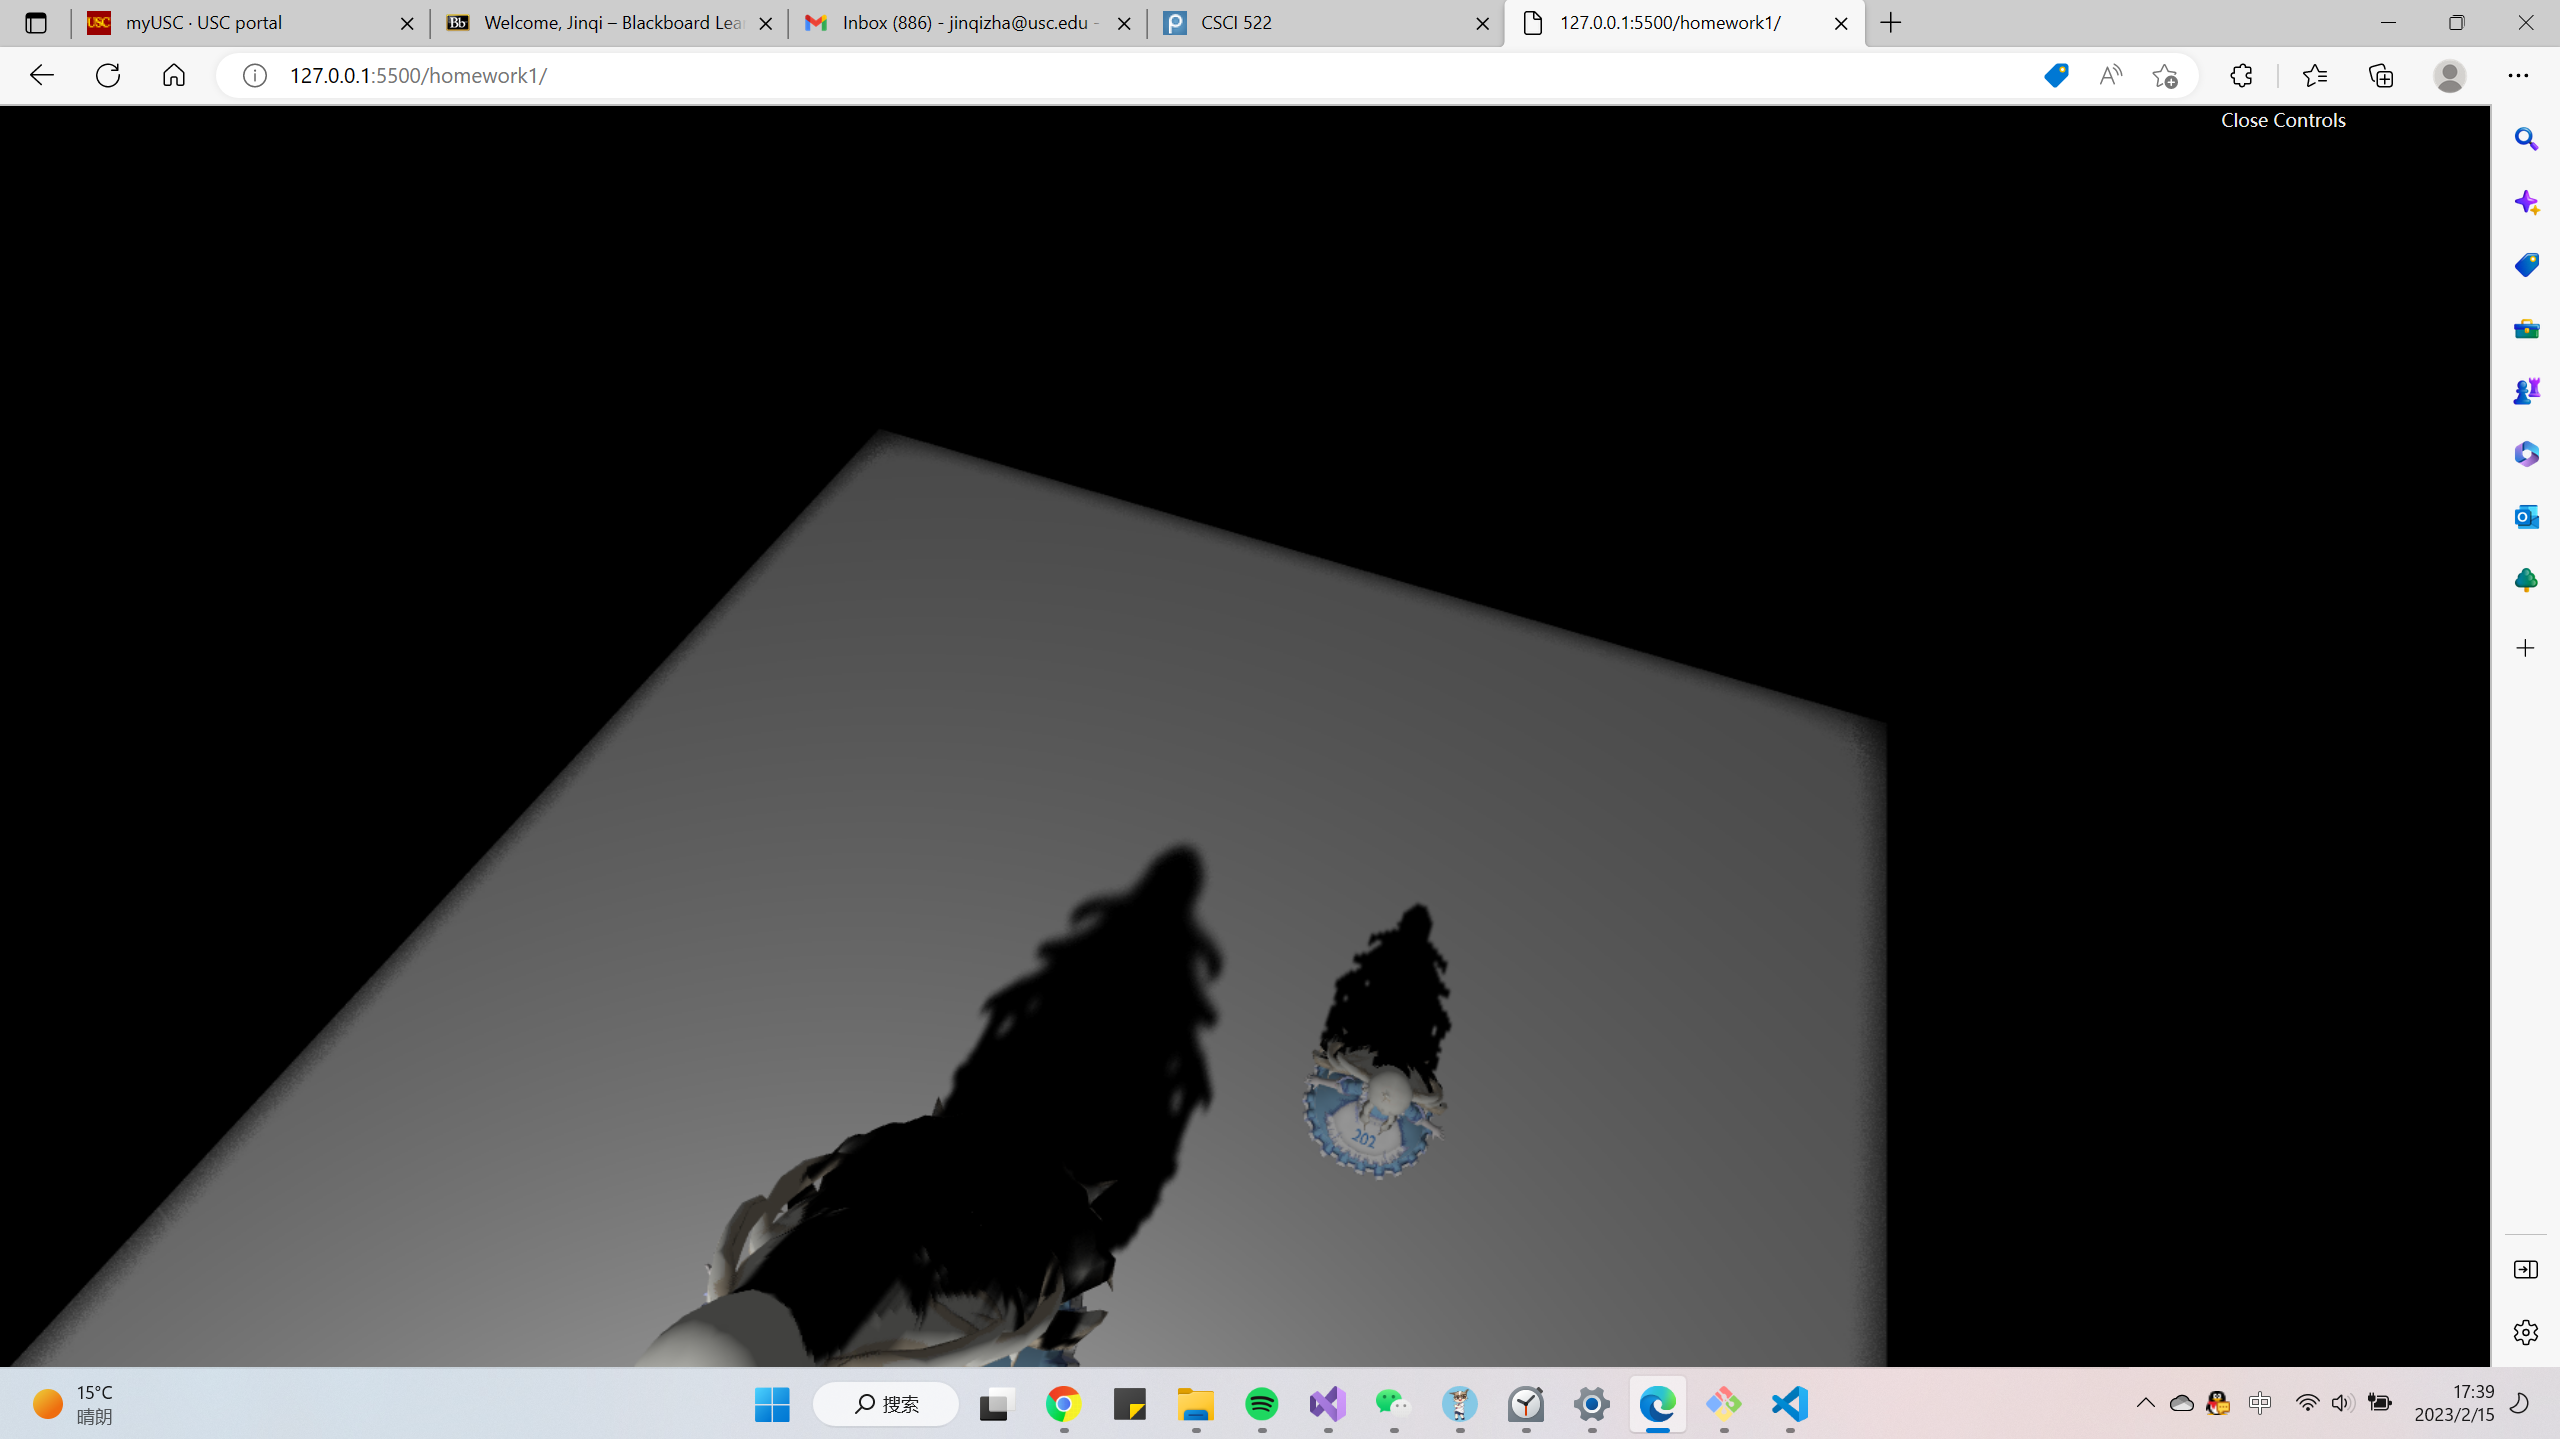 myUSC · USC portal
Welcome, Jinqi – Blackboard Lea
Inbox (886) - jinqizha@usc.edu -
CSCI 522
127.0.0.1:5500/homework1/
127.0.0.1:5500/homework1/
Close Controls
202
15°C
晴朗
搜索
中
17:39
2023/2/15